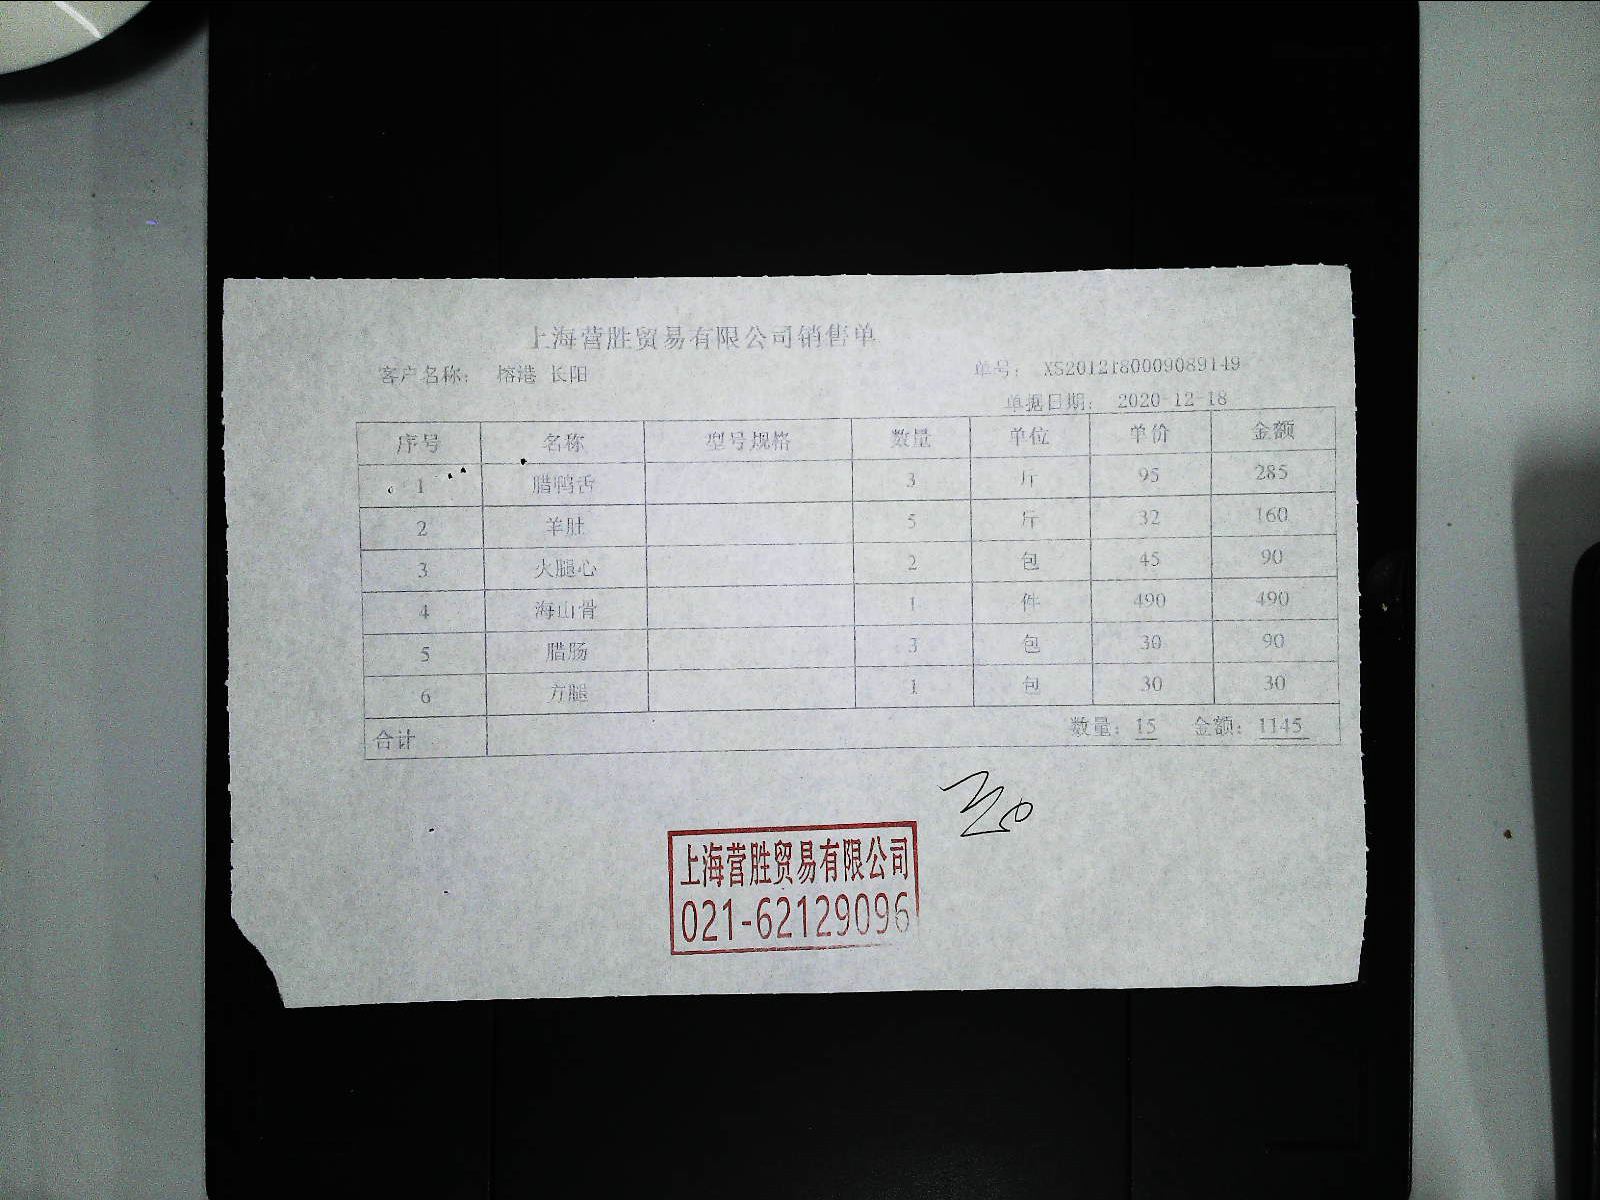 上海营胜贸易有限公司销售单
客户名称: 榕港 长阳
单号: XS2012180009089149
单据日期: 2020-12-18
序号 名称 型号规格 数量 单位 单价 金额
1 腊鸭舌 3 斤 95 285
2 羊肚 5 斤 32 160
3 火腿心 2 包 45 90
4 海山骨 1 件 490 490
5 腊肠 3 包 30 90
6 方腿 1 包 30 30
合计 数量: 15 金额: 1145
上海营胜贸易有限公司
021-62129096